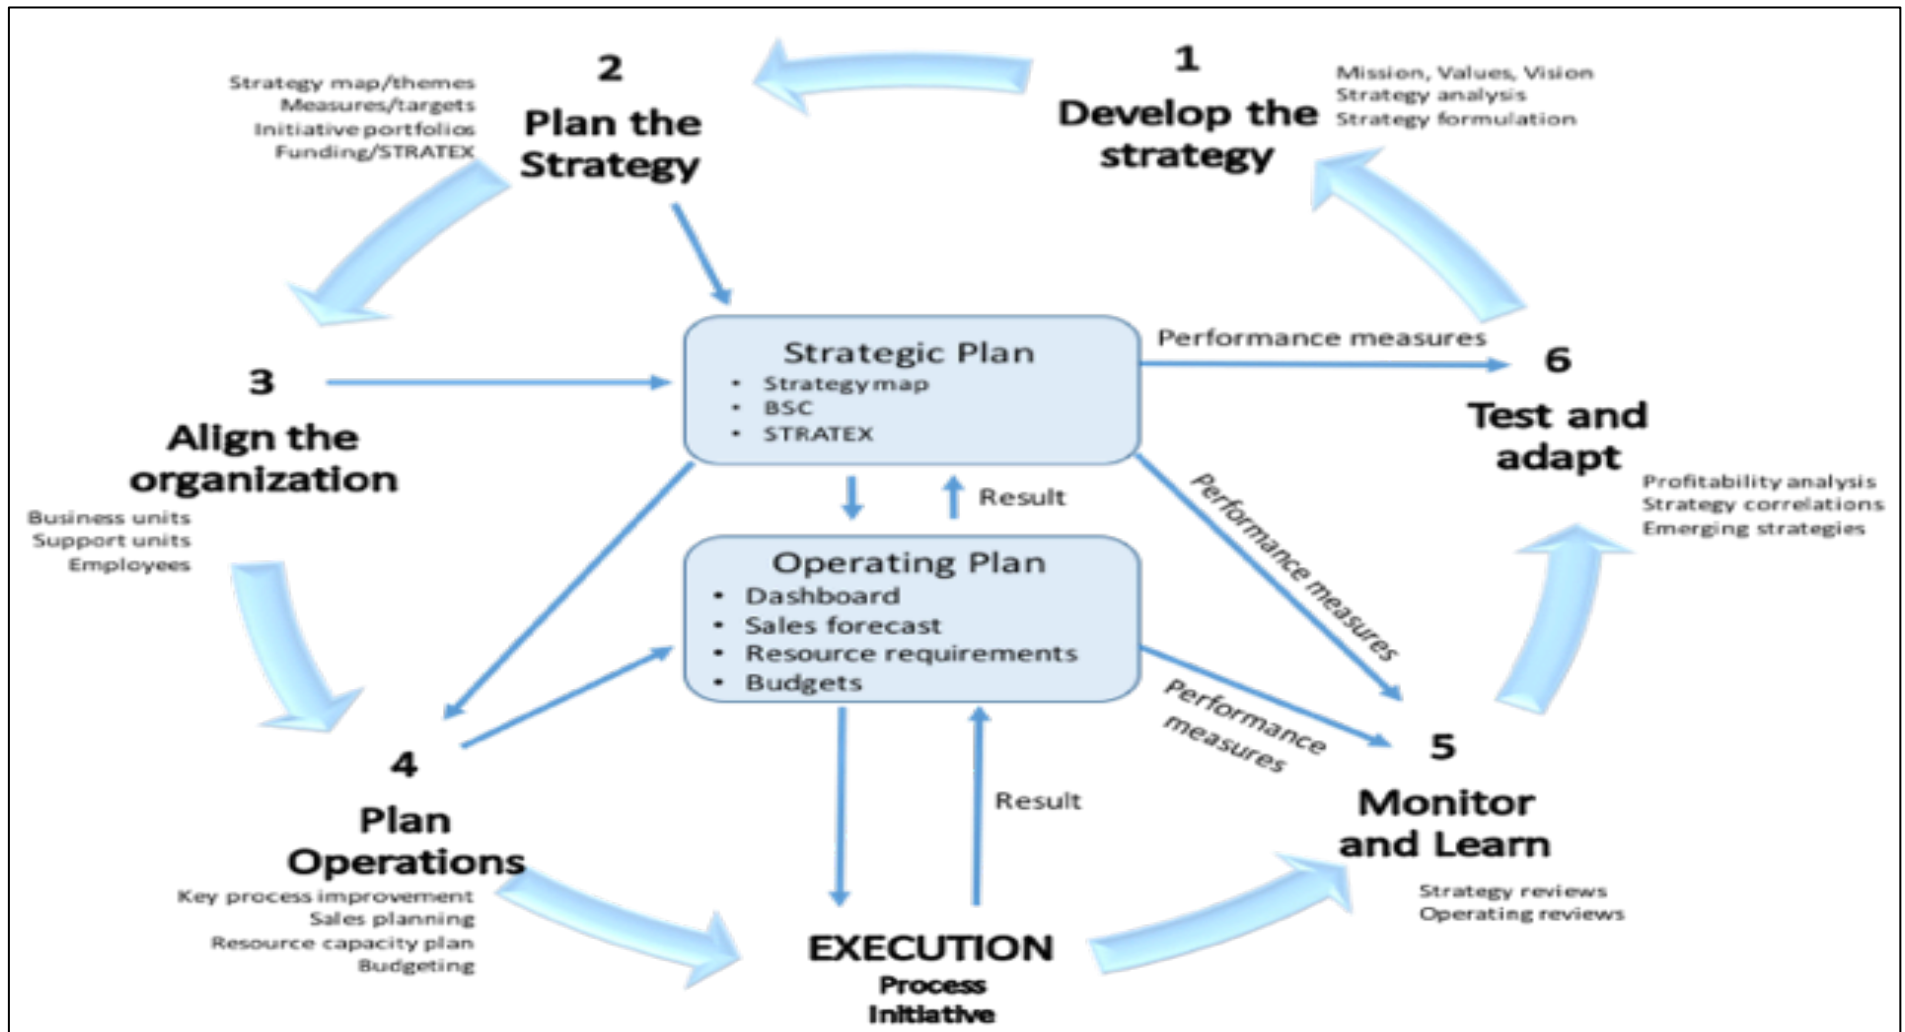 1
Develop the
strategy
Mission, Values, Vision
Strategy analysis
Strategy formulation
2
Plan the
Strategy
Strategy map/themes
Measures/targets
Initiative portfolios
Funding/STRATEX
3
Align the
organization
Business units
Support units
Employees
Strategic Plan
• Strategy map
• BSC
• STRATEX
Performance measures
6
Test and
adapt
Profitability analysis
Strategy correlations
Emerging strategies
Result
Performance measures
Operating Plan
• Dashboard
• Sales forecast
• Resource requirements
• Budgets
Performance
measures
4
Plan
Operations
Key process improvement
Sales planning
Resource capacity plan
Budgeting
Result
5
Monitor
and Learn
Strategy reviews
Operating reviews
EXECUTION
Process
Initiative